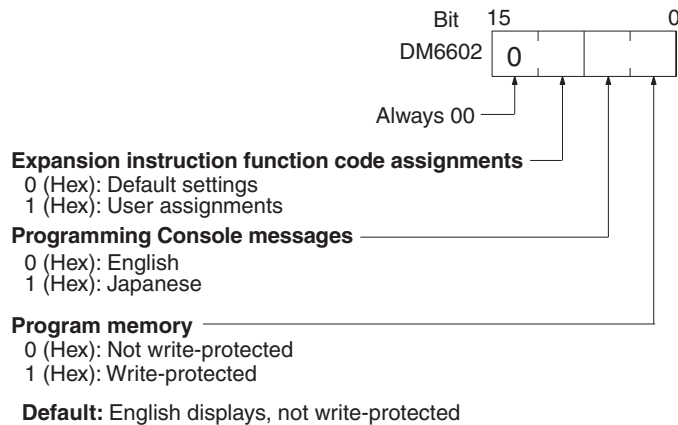 Bit 15 0
DM6602 0
Always 00
Expansion instruction function code assignments
0 (Hex): Default settings
1 (Hex): User assignments
Programming Console messages
0 (Hex): English
1 (Hex): Japanese
Program memory
0 (Hex): Not write-protected
1 (Hex): Write-protected
Default: English displays, not write-protected